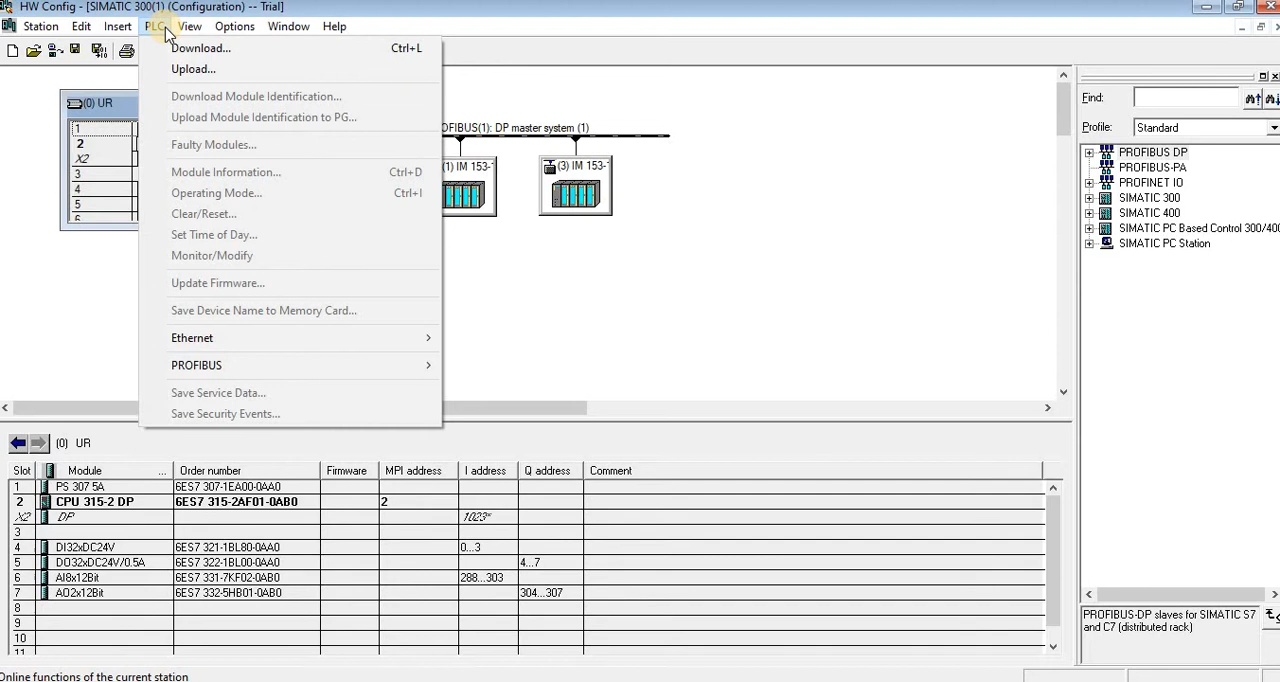 HW Config - [SIMATIC 300(1) (Configuration) -- Trial]
Station Edit Insert PLC View Options Window Help
Download... Ctrl+L
Upload...
Download Module Identification...
Upload Module Identification to PG...
Faulty Modules...
Module Information... Ctrl+D
Operating Mode... Ctrl+I
Clear/Reset...
Set Time of Day...
Monitor/Modify
Update Firmware...
Save Device Name to Memory Card...
Ethernet
PROFIBUS
Save Service Data...
Save Security Events...
(0) UR
1
2
X2
3
4
5
6
OFIBUS(1): DP master system (1)
(1) IM 153-
(3) IM 153-
Find:
Profile: Standard
PROFIBUS DP
PROFIBUS-PA
PROFINET IO
SIMATIC 300
SIMATIC 400
SIMATIC PC Based Control 300/400
SIMATIC PC Station
(0) UR
Slot Module ... Order number Firmware MPI address I address Q address Comment
1 PS 307 5A 6ES7 307-1EA00-0AA0
2 CPU 315-2 DP 6ES7 315-2AF01-0AB0 2
X2 DP 1023*
3
4 DI32xDC24V 6ES7 321-1BL80-0AA0 0...3
5 DO32xDC24V/0.5A 6ES7 322-1BL00-0AA0 4...7
6 AI8x12Bit 6ES7 331-7KF02-0AB0 288...303
7 AO2x12Bit 6ES7 332-5HB01-0AB0 304...307
8
9
10
11
PROFIBUS-DP slaves for SIMATIC S7
and C7 (distributed rack)
Online functions of the current station